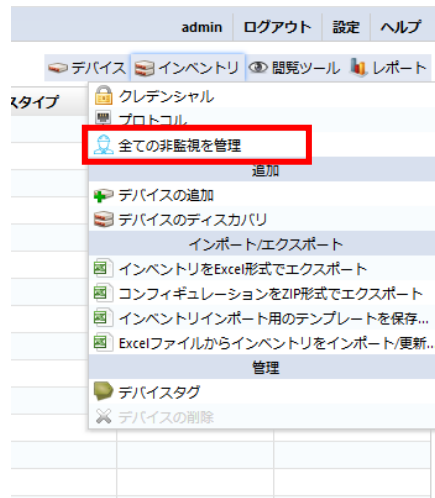 admin ログアウト 設定 ヘルプ
デバイス インベントリ 閲覧ツール レポート
スタイプ
クレデンシャル
プロトコル
全ての非監視を管理
追加
デバイスの追加
デバイスのディスカバリ
インポート/エクスポート
インベントリをExcel形式でエクスポート
コンフィギュレーションをZIP形式でエクスポート
インベントリインポート用のテンプレートを保存...
Excelファイルからインベントリをインポート/更新..
管理
デバイスタグ
デバイスの削除